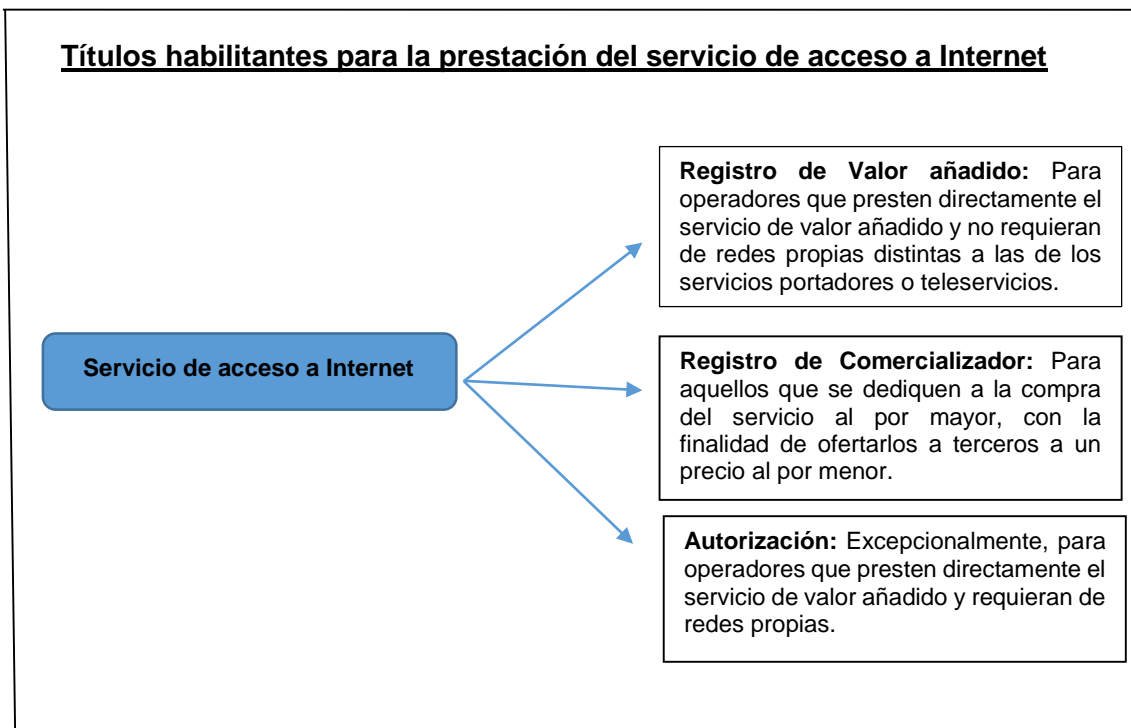 Títulos habilitantes para la prestación del servicio de acceso a Internet
Servicio de acceso a Internet
Registro de Valor añadido: Para
operadores que presten directamente el
servicio de valor añadido y no requieran
de redes propias distintas a las de los
servicios portadores o teleservicios.
Registro de Comercializador: Para
aquellos que se dediquen a la compra
del servicio al por mayor, con la
finalidad de ofertarlos a terceros a un
precio al por menor.
Autorización: Excepcionalmente, para
operadores que presten directamente el
servicio de valor añadido y requieran de
redes propias.